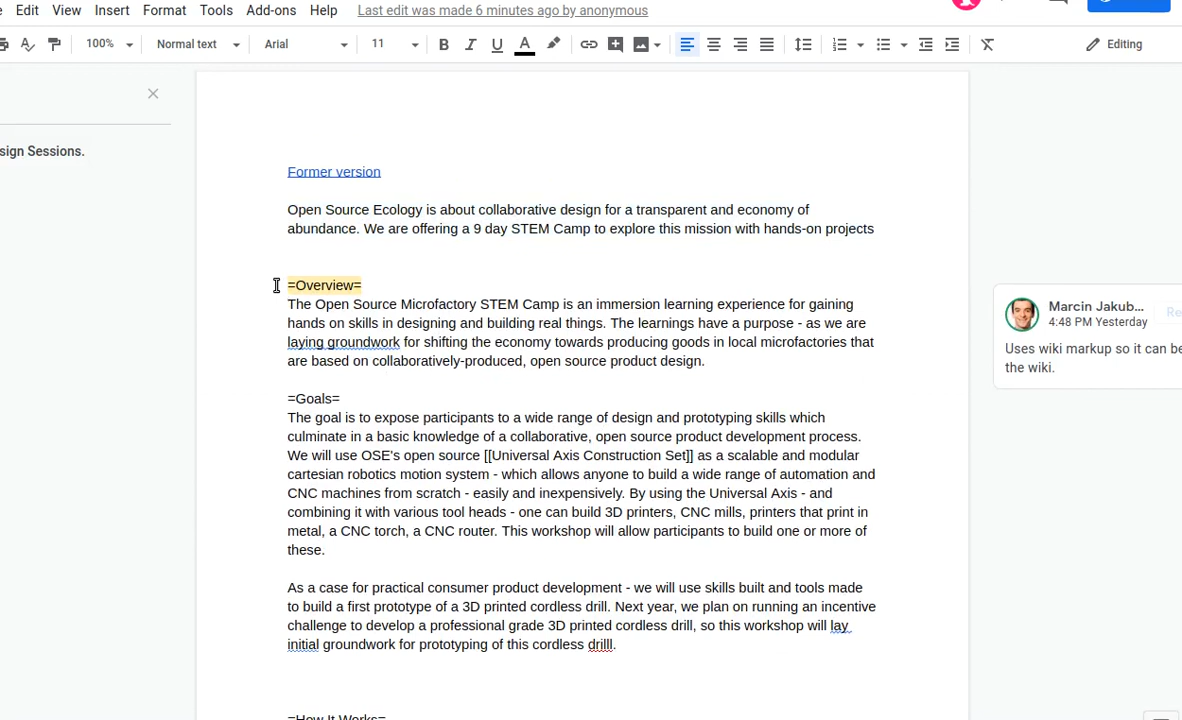 Edit View Insert Format Tools Add-ons Help Last edit was made 6 minutes ago by anonymous
100% Normal text Arial 11 B I U A Editing
sign Sessions.
Former version
Open Source Ecology is about collaborative design for a transparent and economy of
abundance. We are offering a 9 day STEM Camp to explore this mission with hands-on projects
=Overview=
The Open Source Microfactory STEM Camp is an immersion learning experience for gaining
hands on skills in designing and building real things. The learnings have a purpose - as we are
laying groundwork for shifting the economy towards producing goods in local microfactories that
are based on collaboratively-produced, open source product design.
Marcin Jakub... Re
4:48 PM Yesterday
Uses wiki markup so it can be
the wiki.
=Goals=
The goal is to expose participants to a wide range of design and prototyping skills which
culminate in a basic knowledge of a collaborative, open source product development process.
We will use OSE's open source [[Universal Axis Construction Set]] as a scalable and modular
cartesian robotics motion system - which allows anyone to build a wide range of automation and
CNC machines from scratch - easily and inexpensively. By using the Universal Axis - and
combining it with various tool heads - one can build 3D printers, CNC mills, printers that print in
metal, a CNC torch, a CNC router. This workshop will allow participants to build one or more of
these.
As a case for practical consumer product development - we will use skills built and tools made
to build a first prototype of a 3D printed cordless drill. Next year, we plan on running an incentive
challenge to develop a professional grade 3D printed cordless drill, so this workshop will lay
initial groundwork for prototyping of this cordless drilll.
=How It Works=